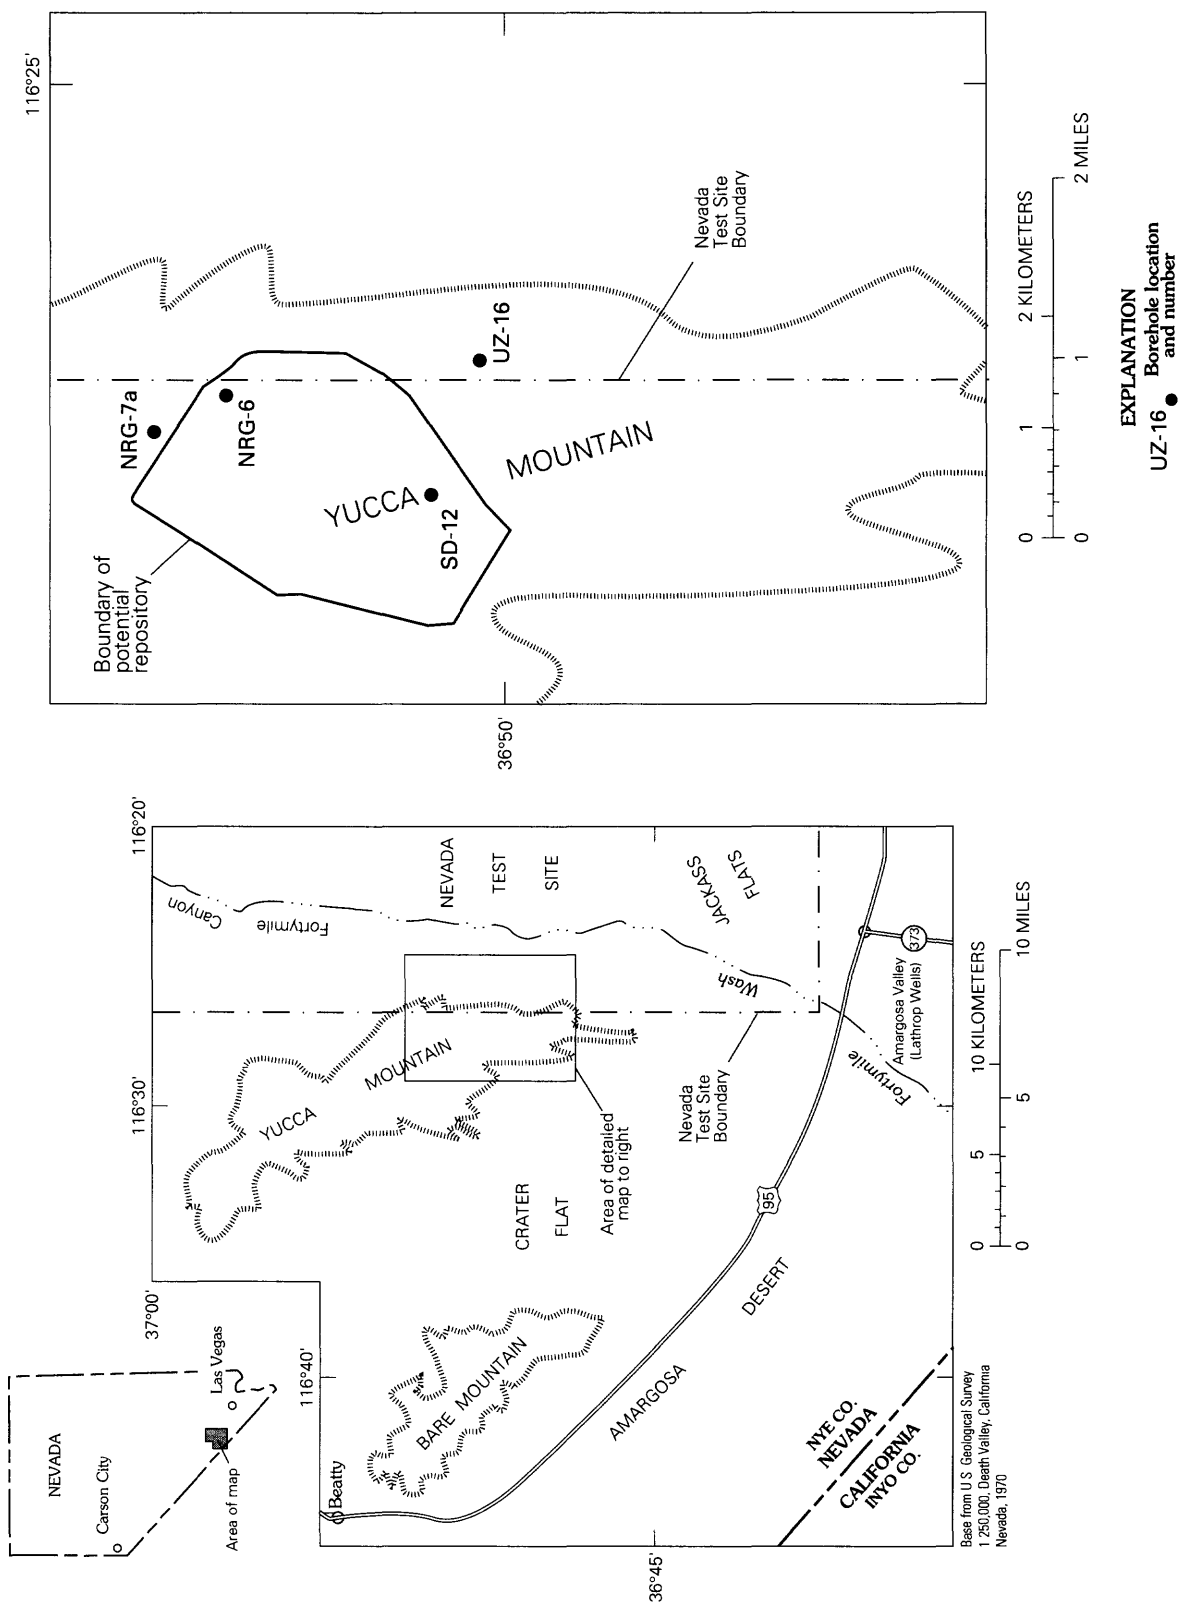 NEVADA
Carson City
Las Vegas
Area of map
37°00'
116°40'
116°30'
116°20'
36°45'
Beatty
BARE MOUNTAIN
CRATER
FLAT
YUCCA
MOUNTAIN
Canyon
Fortymile
Wash
NEVADA
TEST
SITE
JACKASS
FLATS
Area of detailed
map to right
Nevada
Test Site
Boundary
95
AMARGOSA
DESERT
Amargosa Valley
(Lathrop Wells)
373
Fortymile
NYE CO.
NEVADA
CALIFORNIA
INYO CO.
0 5 10 KILOMETERS
0 5 10 MILES
Base from U S Geological Survey
1 250,000, Death Valley, California
Nevada, 1970
116°25'
36°50'
Boundary of
potential
repository
NRG-7a
NRG-6
YUCCA
SD-12
MOUNTAIN
UZ-16
Nevada
Test Site
Boundary
0 1 2 KILOMETERS
0 1 2 MILES
EXPLANATION
UZ-16 Borehole location
and number